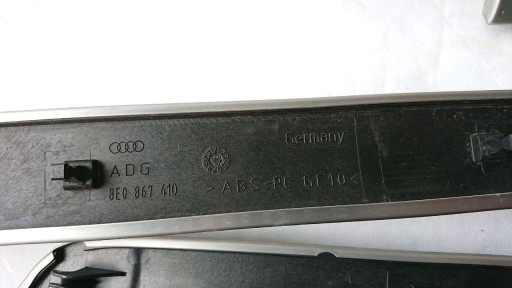 Germany
ADG
8E0 867 410
>ABS-PC GF10<